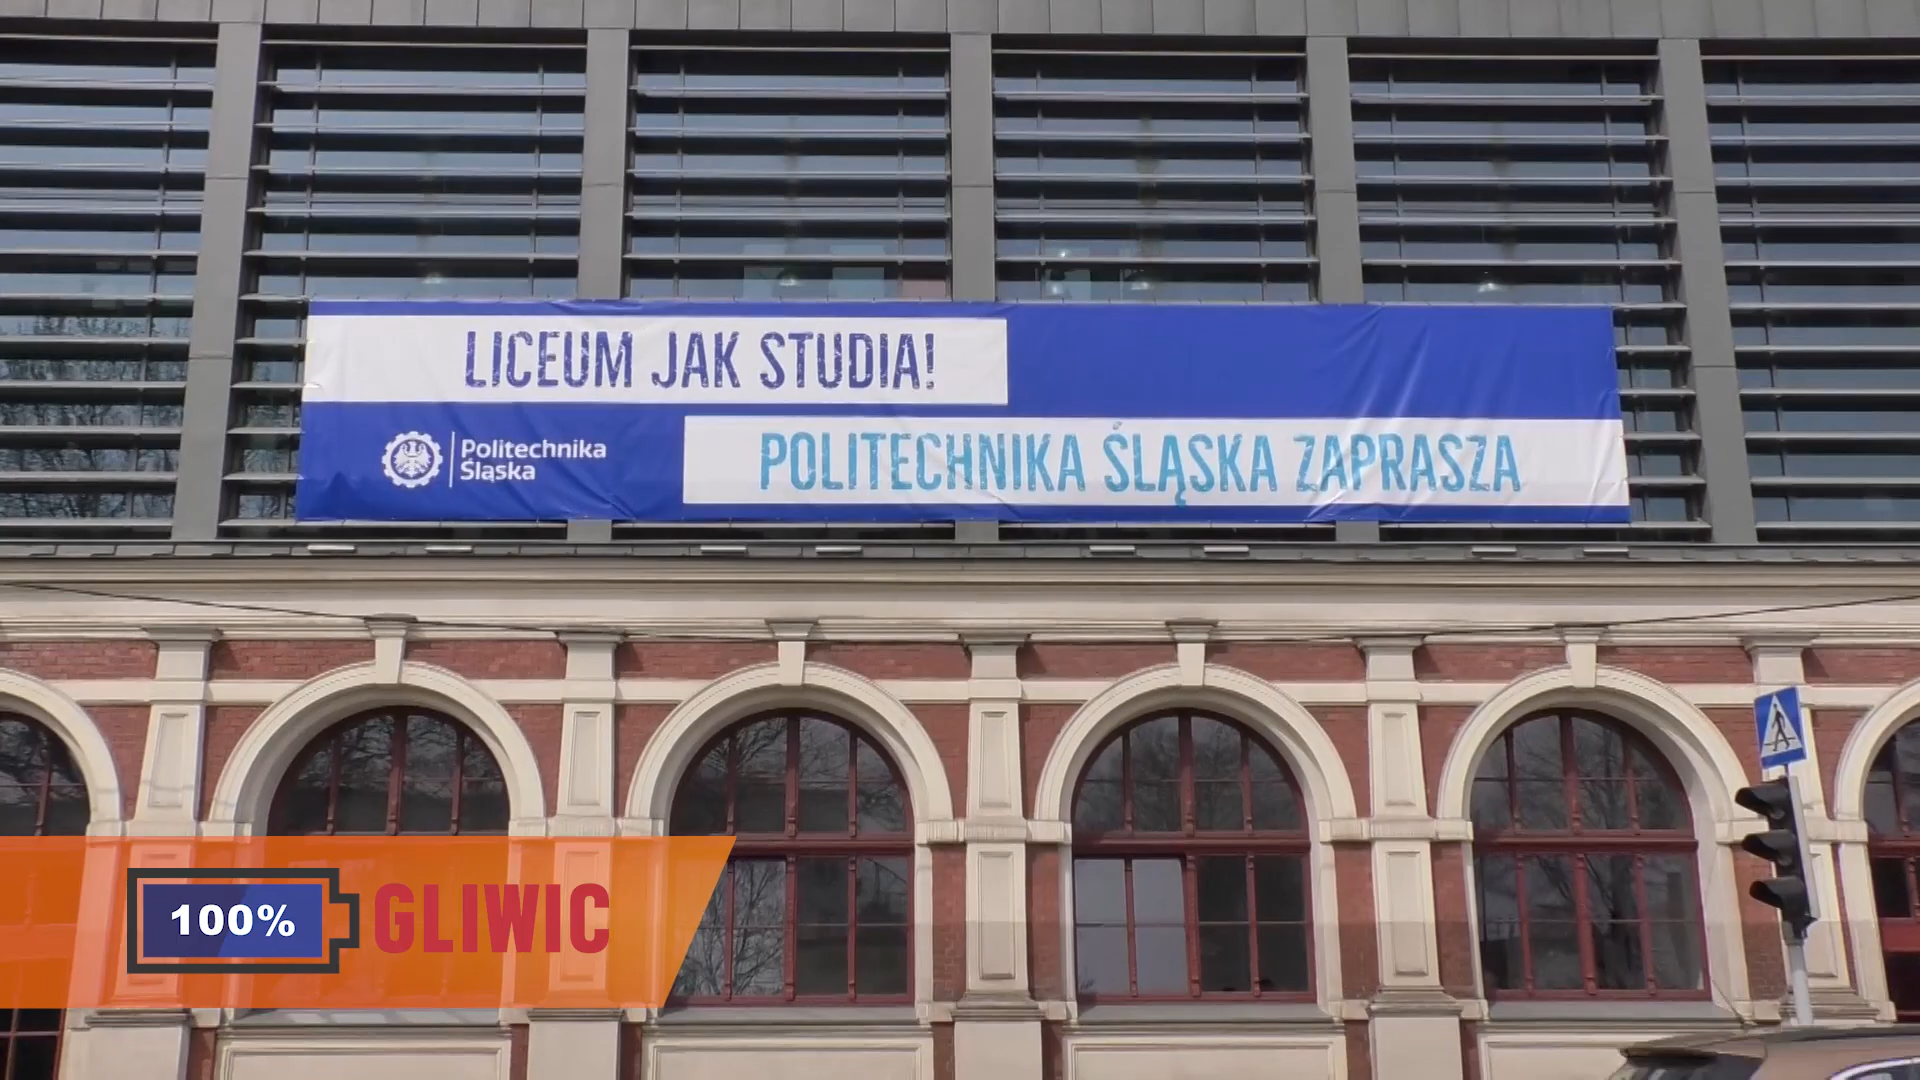 LICEUM JAK STUDIA!
Politechnika
Śląska
POLITECHNIKA ŚLĄSKA ZAPRASZA
100% GLIWIC